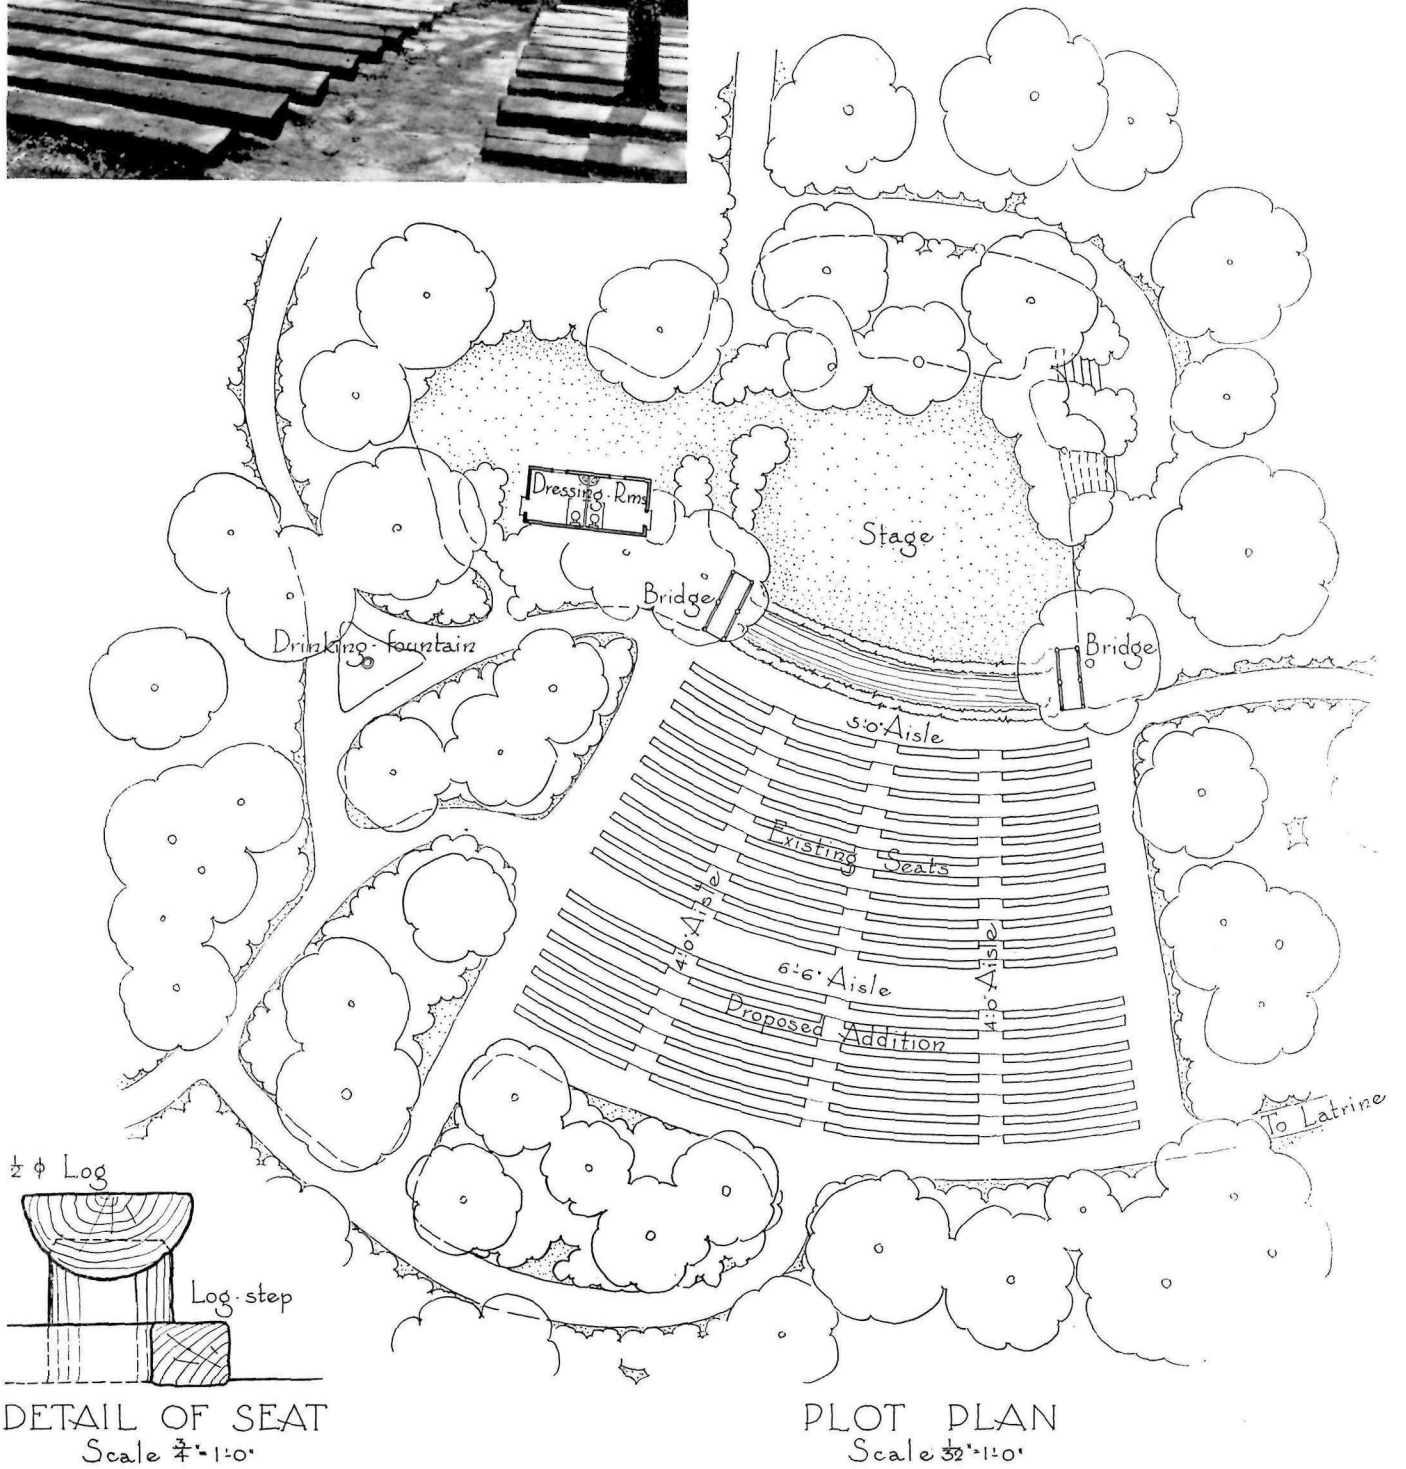 Dressing Rms
Stage
Bridge
Drinking fountain
Bridge
5'-0" Aisle
Existing Seats
4'-0" Aisle
4'-0" Aisle
6'-6" Aisle
Proposed Addition
To Latrine
½ ϕ Log
Log step
DETAIL OF SEAT
Scale ¾" = 1'-0"
PLOT PLAN
Scale 1/32" = 1'-0"